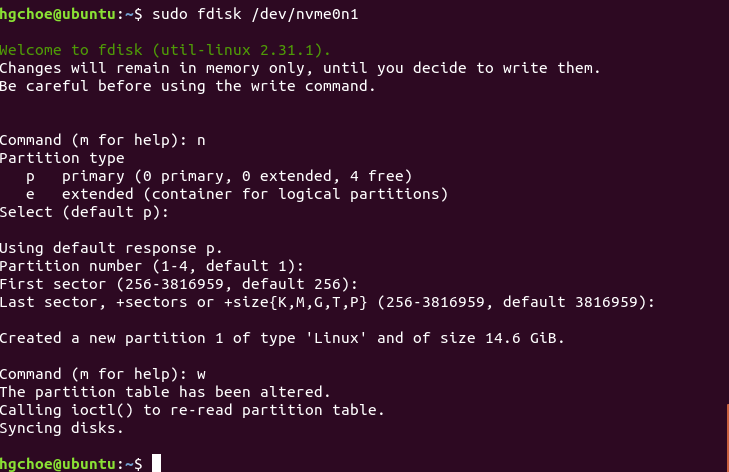 hgchoe@ubuntu:~$ sudo fdisk /dev/nvme0n1
Welcome to fdisk (util-linux 2.31.1).
Changes will remain in memory only, until you decide to write them.
Be careful before using the write command.
Command (m for help): n
Partition type
   p   primary (0 primary, 0 extended, 4 free)
   e   extended (container for logical partitions)
Select (default p):
Using default response p.
Partition number (1-4, default 1):
First sector (256-3816959, default 256):
Last sector, +sectors or +size{K,M,G,T,P} (256-3816959, default 3816959):
Created a new partition 1 of type 'Linux' and of size 14.6 GiB.
Command (m for help): w
The partition table has been altered.
Calling ioctl() to re-read partition table.
Syncing disks.
hgchoe@ubuntu:~$